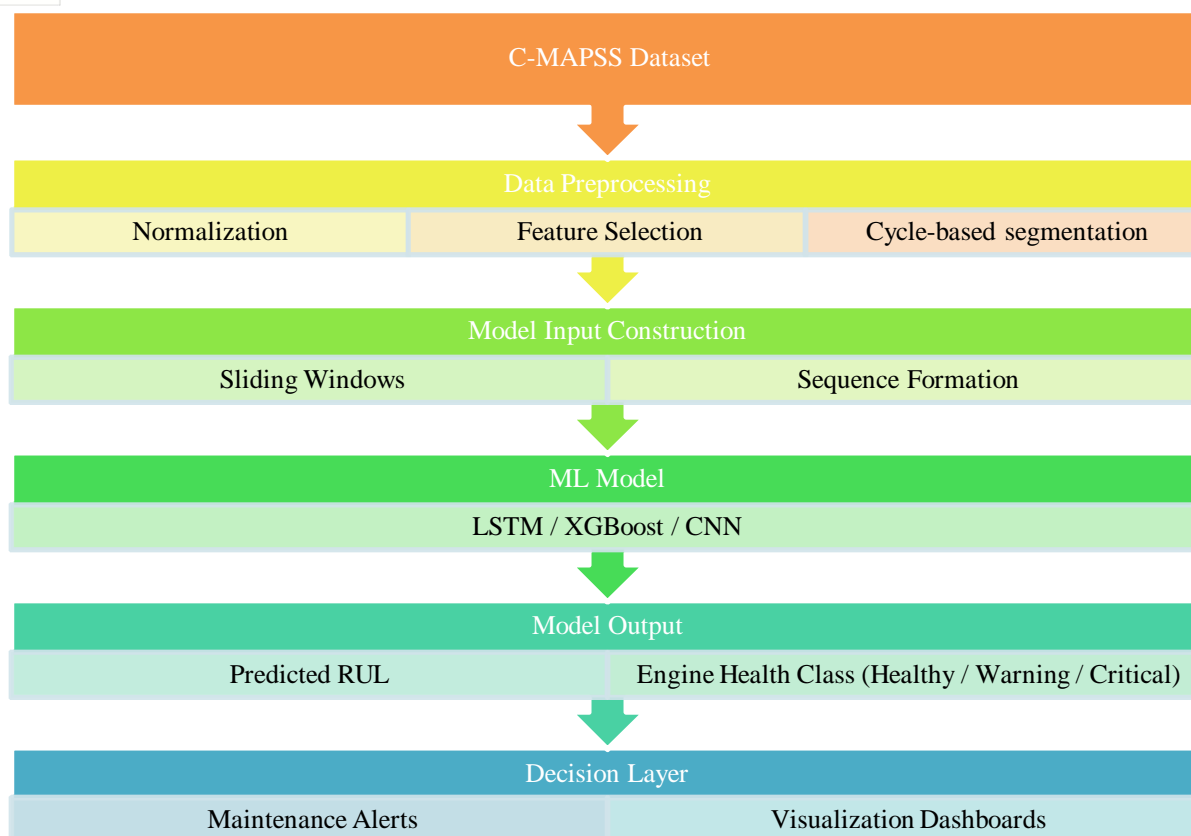 C-MAPSS Dataset
Data Preprocessing
Normalization
Feature Selection
Cycle-based segmentation
Model Input Construction
Sliding Windows
Sequence Formation
ML Model
LSTM / XGBoost / CNN
Model Output
Predicted RUL
Engine Health Class (Healthy / Warning / Critical)
Decision Layer
Maintenance Alerts
Visualization Dashboards